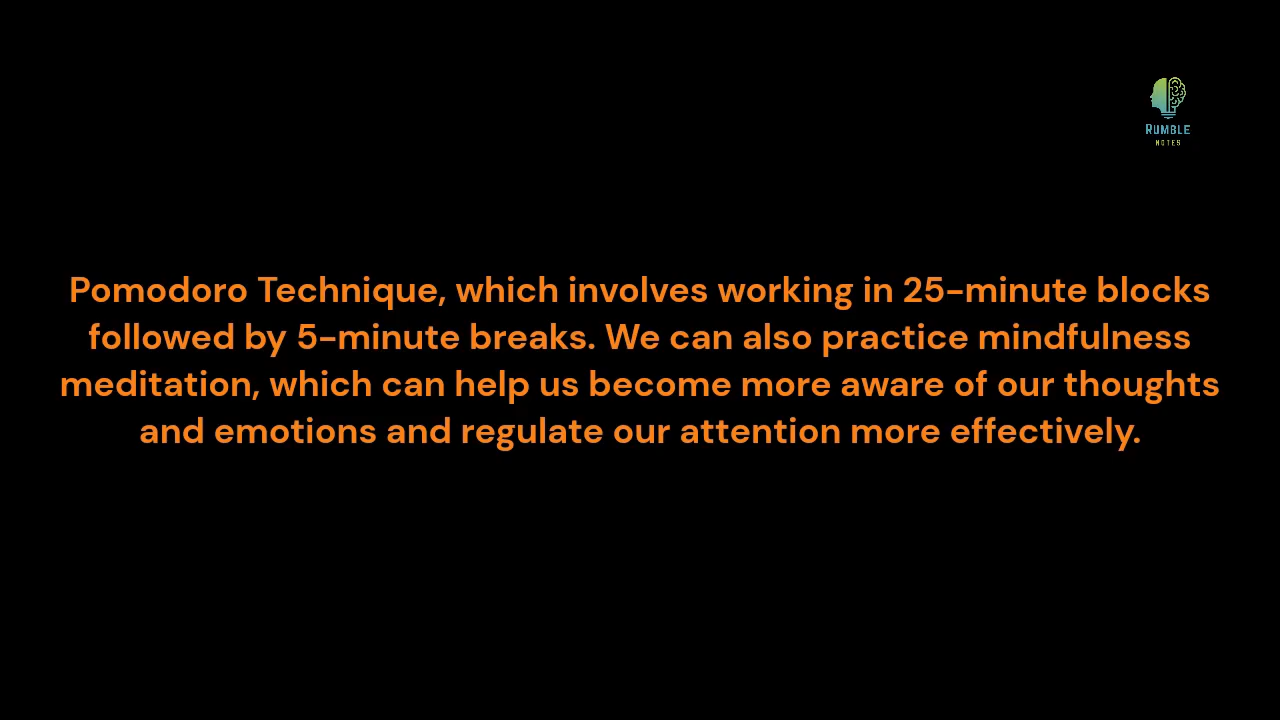 RUMBLE
NOTES
Pomodoro Technique, which involves working in 25-minute blocks
followed by 5-minute breaks. We can also practice mindfulness
meditation, which can help us become more aware of our thoughts
and emotions and regulate our attention more effectively.